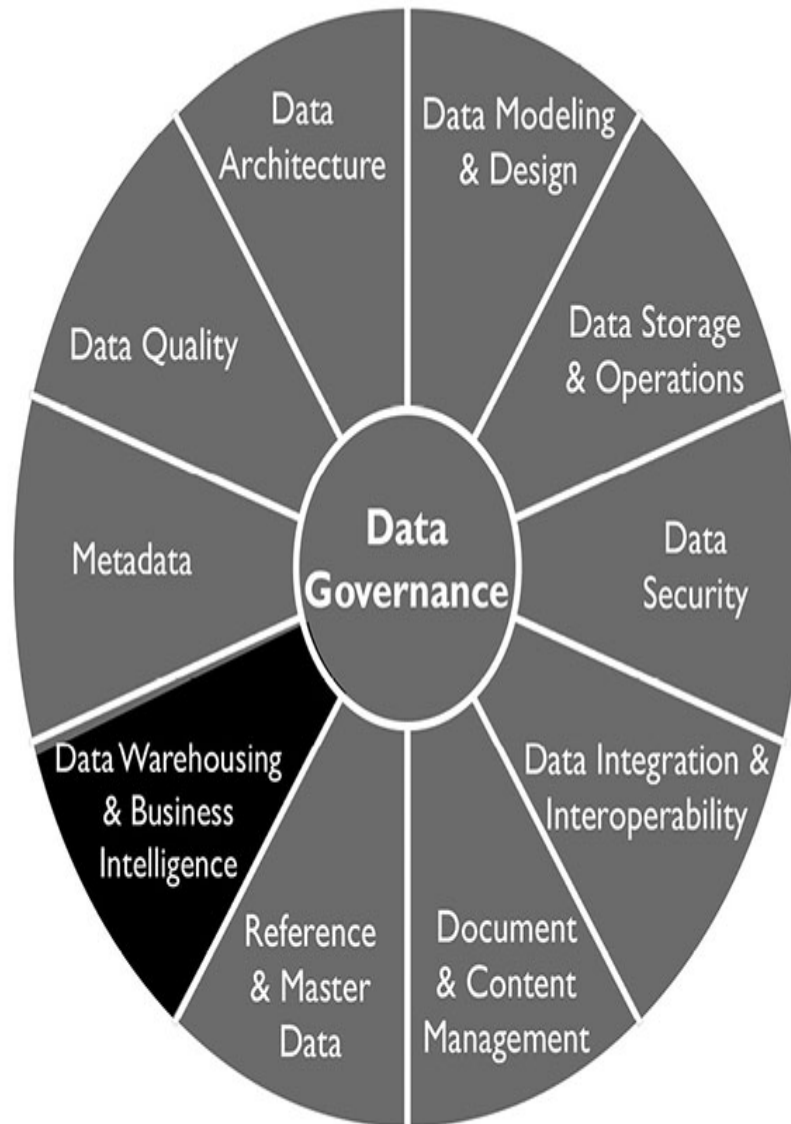 Data
Architecture
Data Modeling
& Design
Data Quality
Data Storage
& Operations
Metadata
Data
Governance
Data
Security
Data Warehousing
& Business
Intelligence
Data Integration &
Interoperability
Reference
& Master
Data
Document
& Content
Management